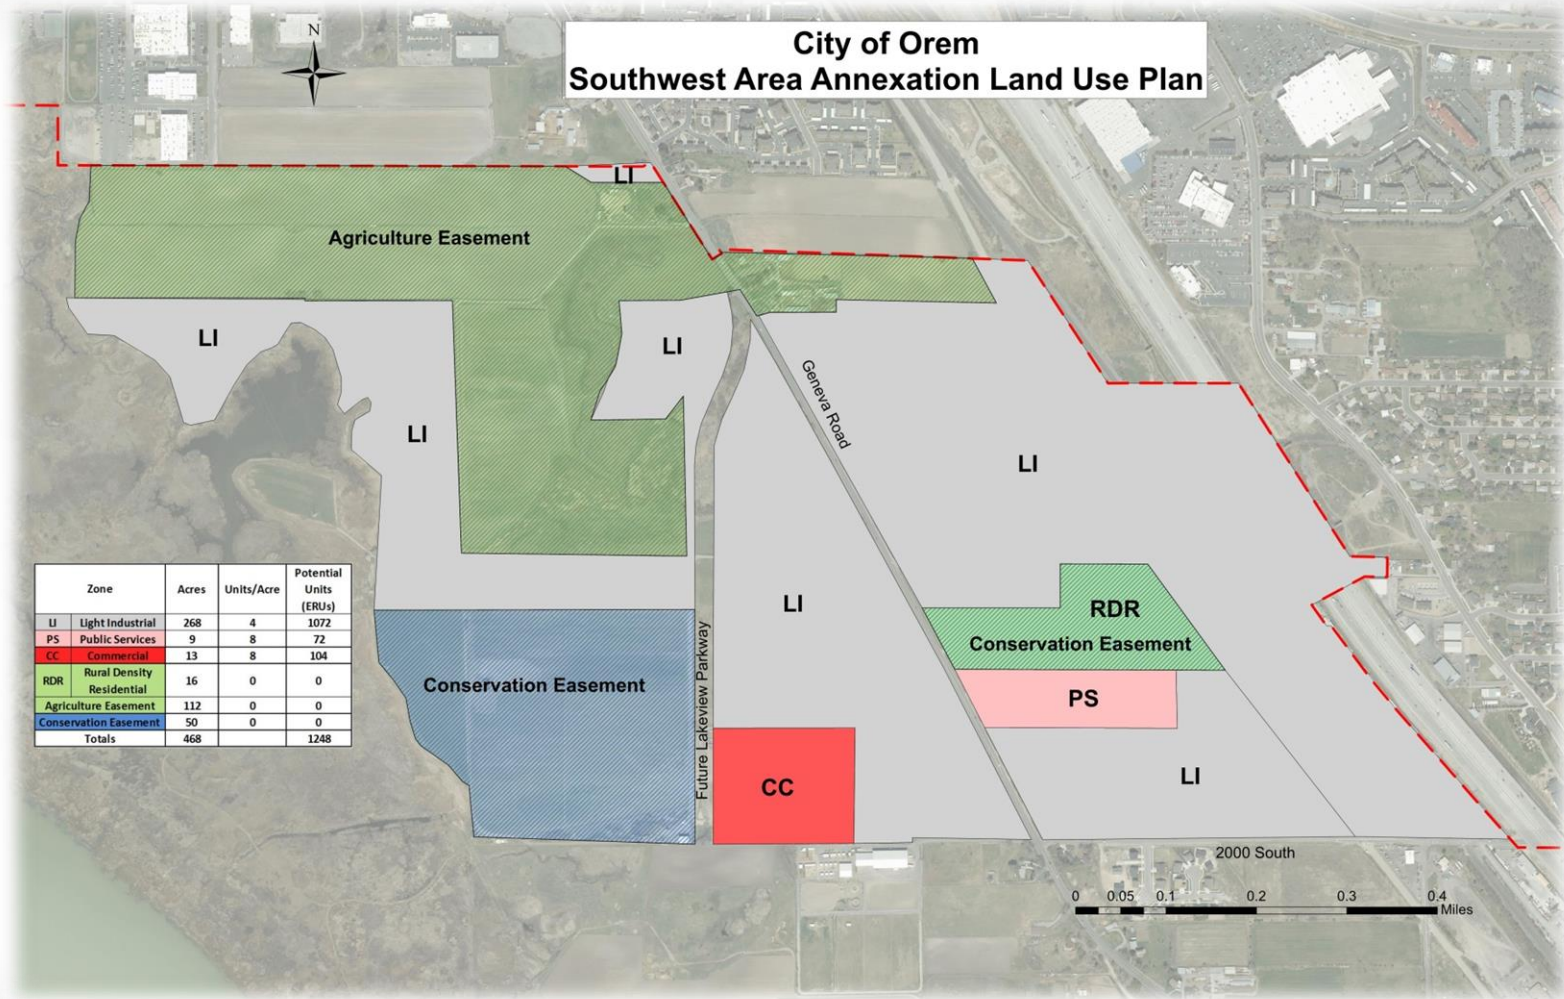 City of Orem
Southwest Area Annexation Land Use Plan
N
LI
Agriculture Easement
LI
LI
Geneva Road
LI
LI
Zone Acres Units/Acre Potential
Units
(ERUs)
LI Light Industrial 268 4 1072
PS Public Services 9 8 72
CC Commercial 13 8 104
RDR Rural Density
Residential 16 0 0
Agriculture Easement 112 0 0
Conservation Easement 50 0 0
Totals 468 1248
LI
RDR
Conservation Easement
Conservation Easement
Future Lakeview Parkway
PS
CC
LI
2000 South
0 0.05 0.1 0.2 0.3 0.4
Miles